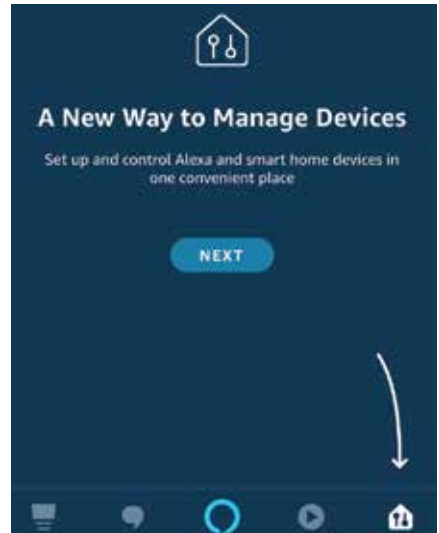 A New Way to Manage Devices
Set up and control Alexa and smart home devices in
one convenient place
NEXT